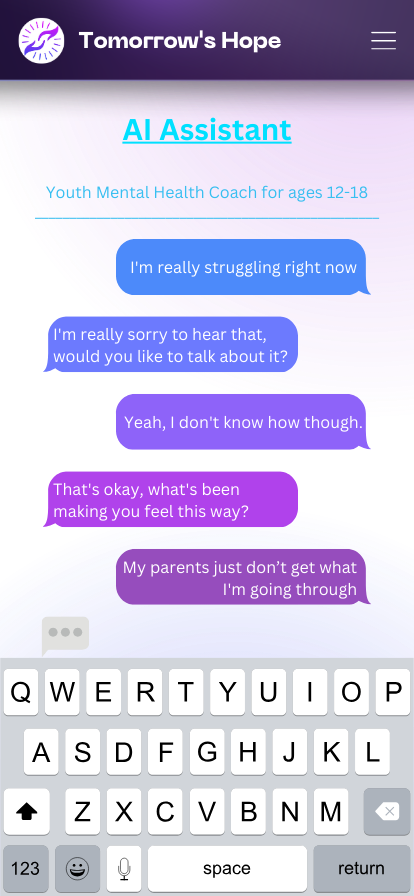 Tomorrow's Hope
AI Assistant
Youth Mental Health Coach for ages 12-18
I'm really struggling right now
I'm really sorry to hear that,
would you like to talk about it?
Yeah, I don't know how though.
That's okay, what's been
making you feel this way?
My parents just don’t get what
I'm going through
Q W E R T Y U I O P
A S D F G H J K L
Z X C V B N M
123 space return